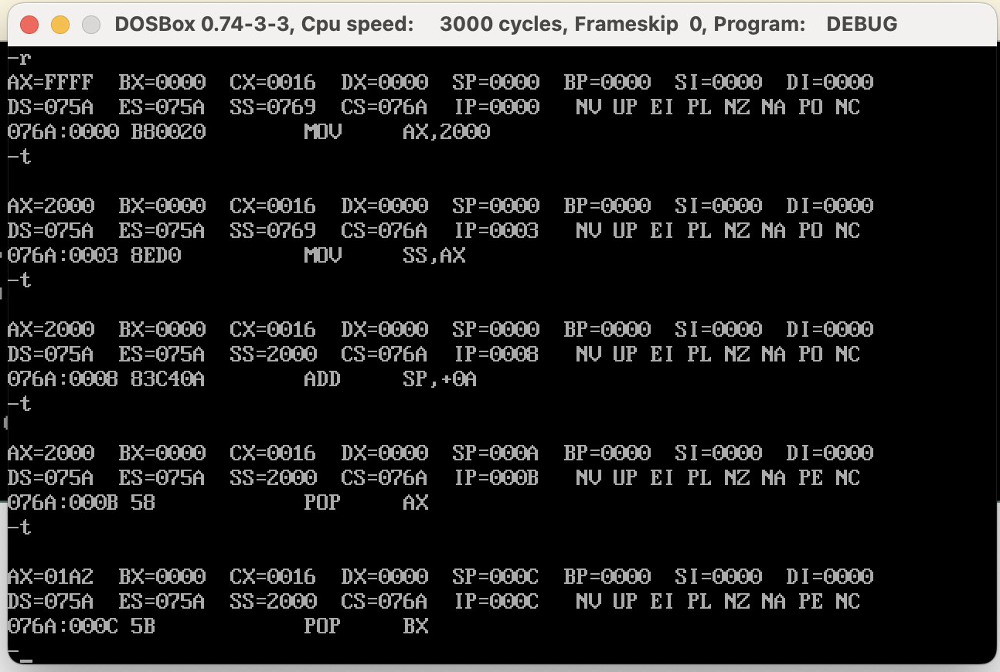 DOSBox 0.74-3-3, Cpu speed: 3000 cycles, Frameskip 0, Program: DEBUG
-r
AX=FFFF BX=0000 CX=0016 DX=0000 SP=0000 BP=0000 SI=0000 DI=0000
DS=075A ES=075A SS=0769 CS=076A IP=0000 NV UP EI PL NZ NA PO NC
076A:0000 B80020 MOV AX,2000
-t
AX=2000 BX=0000 CX=0016 DX=0000 SP=0000 BP=0000 SI=0000 DI=0000
DS=075A ES=075A SS=0769 CS=076A IP=0003 NV UP EI PL NZ NA PO NC
076A:0003 8ED0 MOV SS,AX
-t
AX=2000 BX=0000 CX=0016 DX=0000 SP=0000 BP=0000 SI=0000 DI=0000
DS=075A ES=075A SS=2000 CS=076A IP=0008 NV UP EI PL NZ NA PO NC
076A:0008 83C40A ADD SP,+0A
-t
AX=2000 BX=0000 CX=0016 DX=0000 SP=000A BP=0000 SI=0000 DI=0000
DS=075A ES=075A SS=2000 CS=076A IP=000B NV UP EI PL NZ NA PE NC
076A:000B 58 POP AX
-t
AX=01A2 BX=0000 CX=0016 DX=0000 SP=000C BP=0000 SI=0000 DI=0000
DS=075A ES=075A SS=2000 CS=076A IP=000C NV UP EI PL NZ NA PE NC
076A:000C 5B POP BX
-_